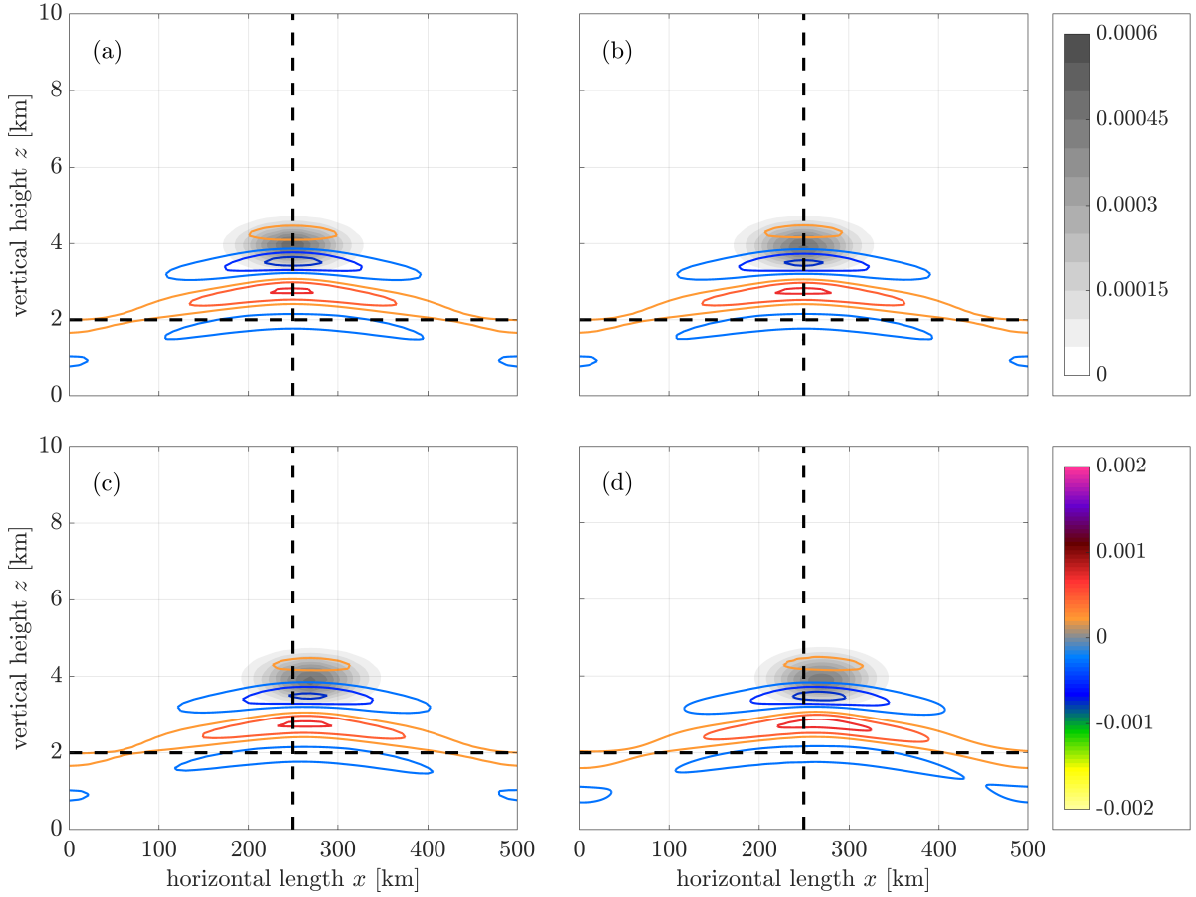 10
8
6
4
2
0
vertical height z [km]
(a)
(b)
0.0006
0.00045
0.0003
0.00015
0
10
8
6
4
2
0
vertical height z [km]
(c)
(d)
0.002
0.001
0
-0.001
-0.002
0 100 200 300 400 500
0 100 200 300 400 500
horizontal length x [km]
horizontal length x [km]